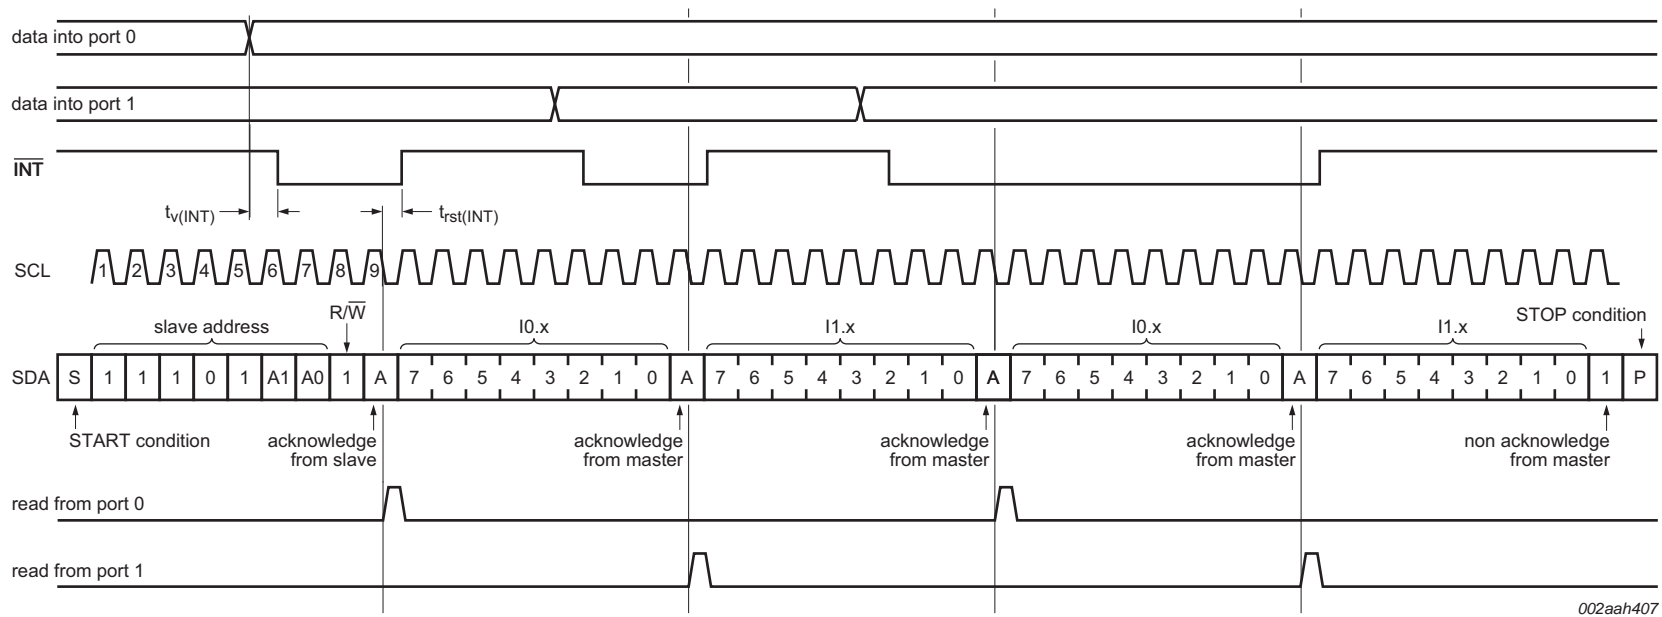 data into port 0
data into port 1
INT
tv(INT)
trst(INT)
SCL
1 2 3 4 5 6 7 8 9
R/W
STOP condition
slave address
I0.x
I1.x
I0.x
I1.x
SDA S 1 1 1 0 1 A1 A0 1 A 7 6 5 4 3 2 1 0 A 7 6 5 4 3 2 1 0 A 7 6 5 4 3 2 1 0 A 7 6 5 4 3 2 1 0 1 P
START condition
acknowledge
from slave
acknowledge
from master
acknowledge
from master
acknowledge
from master
non acknowledge
from master
read from port 0
read from port 1
002aah407